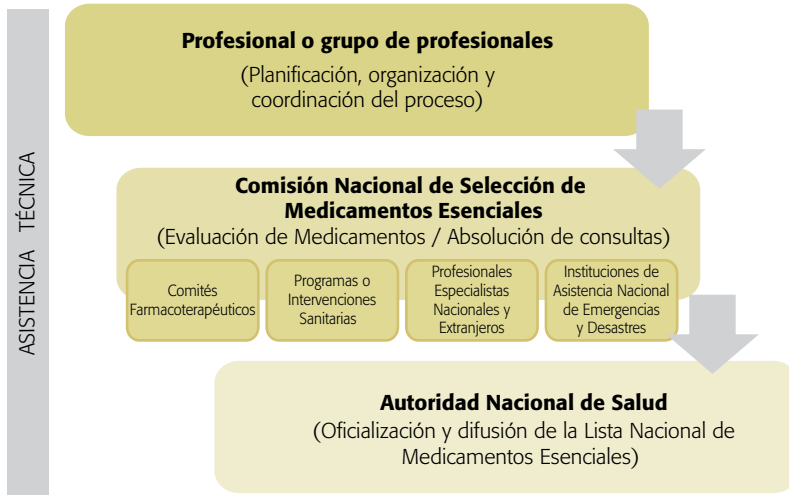 ASISTENCIA TÉCNICA
Profesional o grupo de profesionales
(Planificación, organización y
coordinación del proceso)
Comisión Nacional de Selección de
Medicamentos Esenciales
(Evaluación de Medicamentos / Absolución de consultas)
Comités
Farmacoterapéuticos
Programas o
Intervenciones
Sanitarias
Profesionales
Especialistas
Nacionales y
Extranjeros
Instituciones de
Asistencia Nacional
de Emergencias
y Desastres
Autoridad Nacional de Salud
(Oficialización y difusión de la Lista Nacional de
Medicamentos Esenciales)